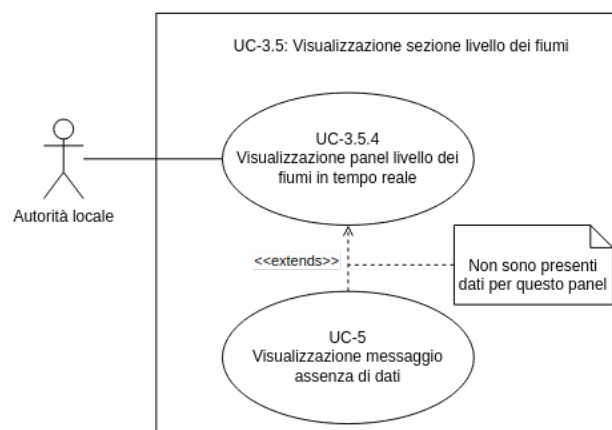 UC-3.5: Visualizzazione sezione livello dei fiumi
UC-3.5.4
Visualizzazione panel livello dei
fiumi in tempo reale
Autorità locale
<<extends>>
Non sono presenti
dati per questo panel
UC-5
Visualizzazione messaggio
assenza di dati